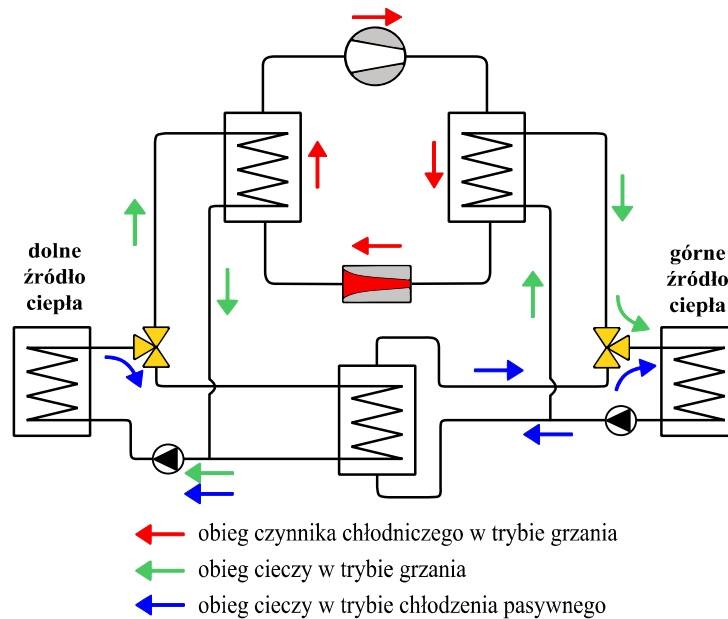 dolne
źródło
ciepła
górne
źródło
ciepła
obieg czynnika chłodniczego w trybie grzania
obieg cieczy w trybie grzania
obieg cieczy w trybie chłodzenia pasywnego